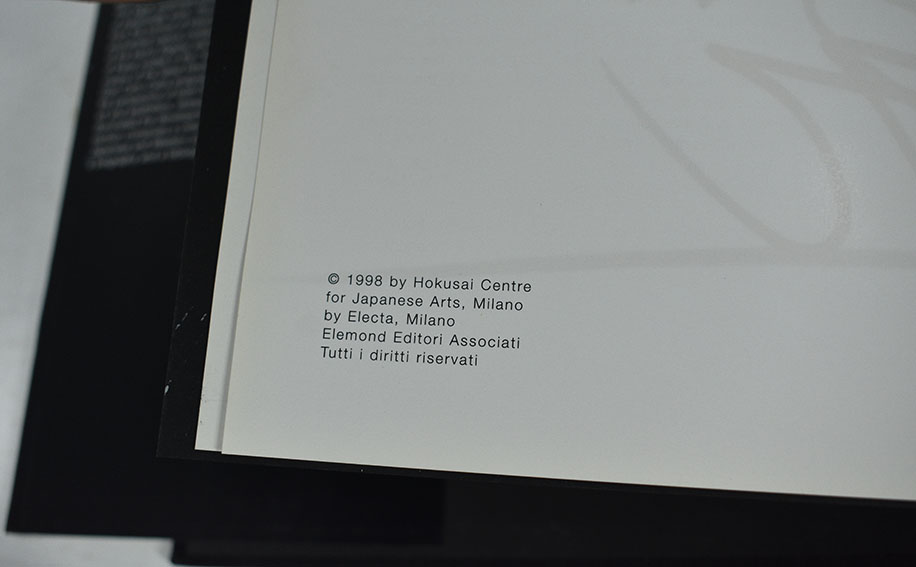 © 1998 by Hokusai Centre
for Japanese Arts, Milano
by Electa, Milano
Elemond Editori Associati
Tutti i diritti riservati